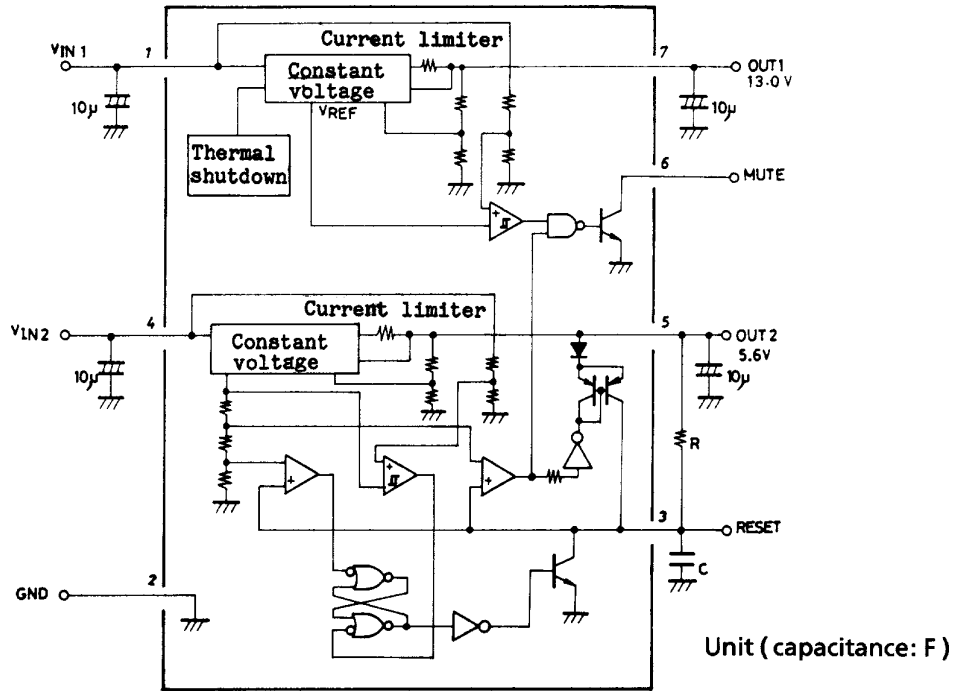 Current limiter
VIN 1
1
7
OUT1
13.0 V
Constant
voltage
10μ
10μ
VREF
Thermal
shutdown
6
MUTE
+
Current limiter
VIN2
4
5
OUT 2
5.6V
Constant
voltage
10μ
10μ
R
+
+
+
3
RESET
C
GND
2
Unit ( capacitance: F )